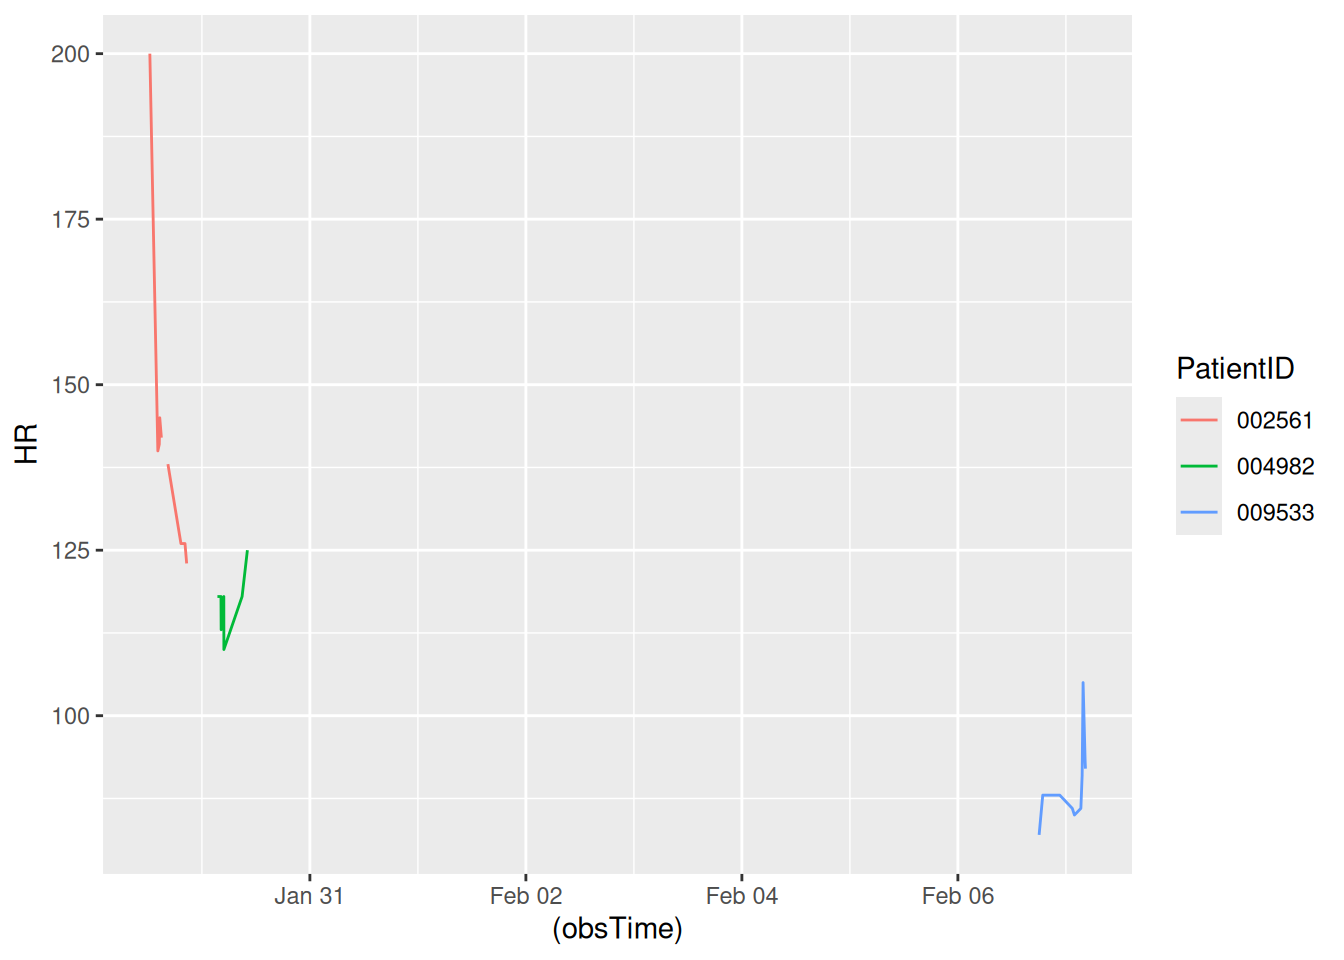 200
175
150
125
100
HR
Jan 31
Feb 02
Feb 04
Feb 06
(obsTime)
PatientID
002561
004982
009533